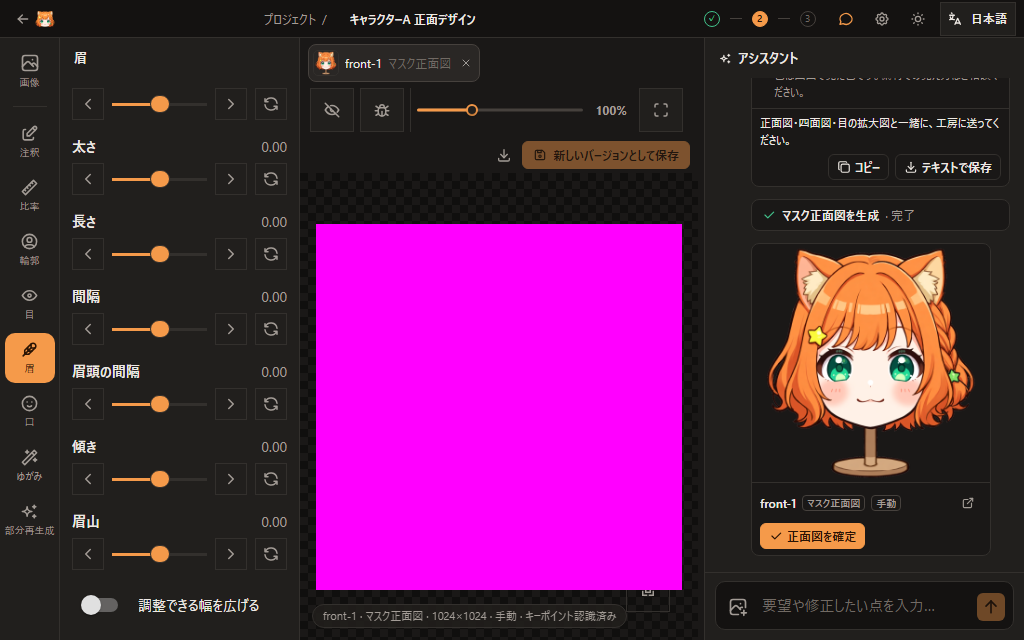 プロジェクト /
キャラクターA 正面デザイン
2
3
日本語
画像
注釈
比率
輪郭
目
眉
口
ゆがみ
部分再生成
眉
太さ 0.00
長さ 0.00
間隔 0.00
眉頭の間隔 0.00
傾き 0.00
眉山 0.00
調整できる幅を広げる
front-1 マスク正面図
100%
新しいバージョンとして保存
front-1 · マスク正面図 · 1024×1024 · 手動 · キーポイント認識済み
アシスタント
ださい。
正面図・四面図・目の拡大図と一緒に、工房に送ってく
ださい。
コピー
テキストで保存
マスク正面図を生成 · 完了
front-1 マスク正面図 手動
正面図を確定
要望や修正したい点を入力...